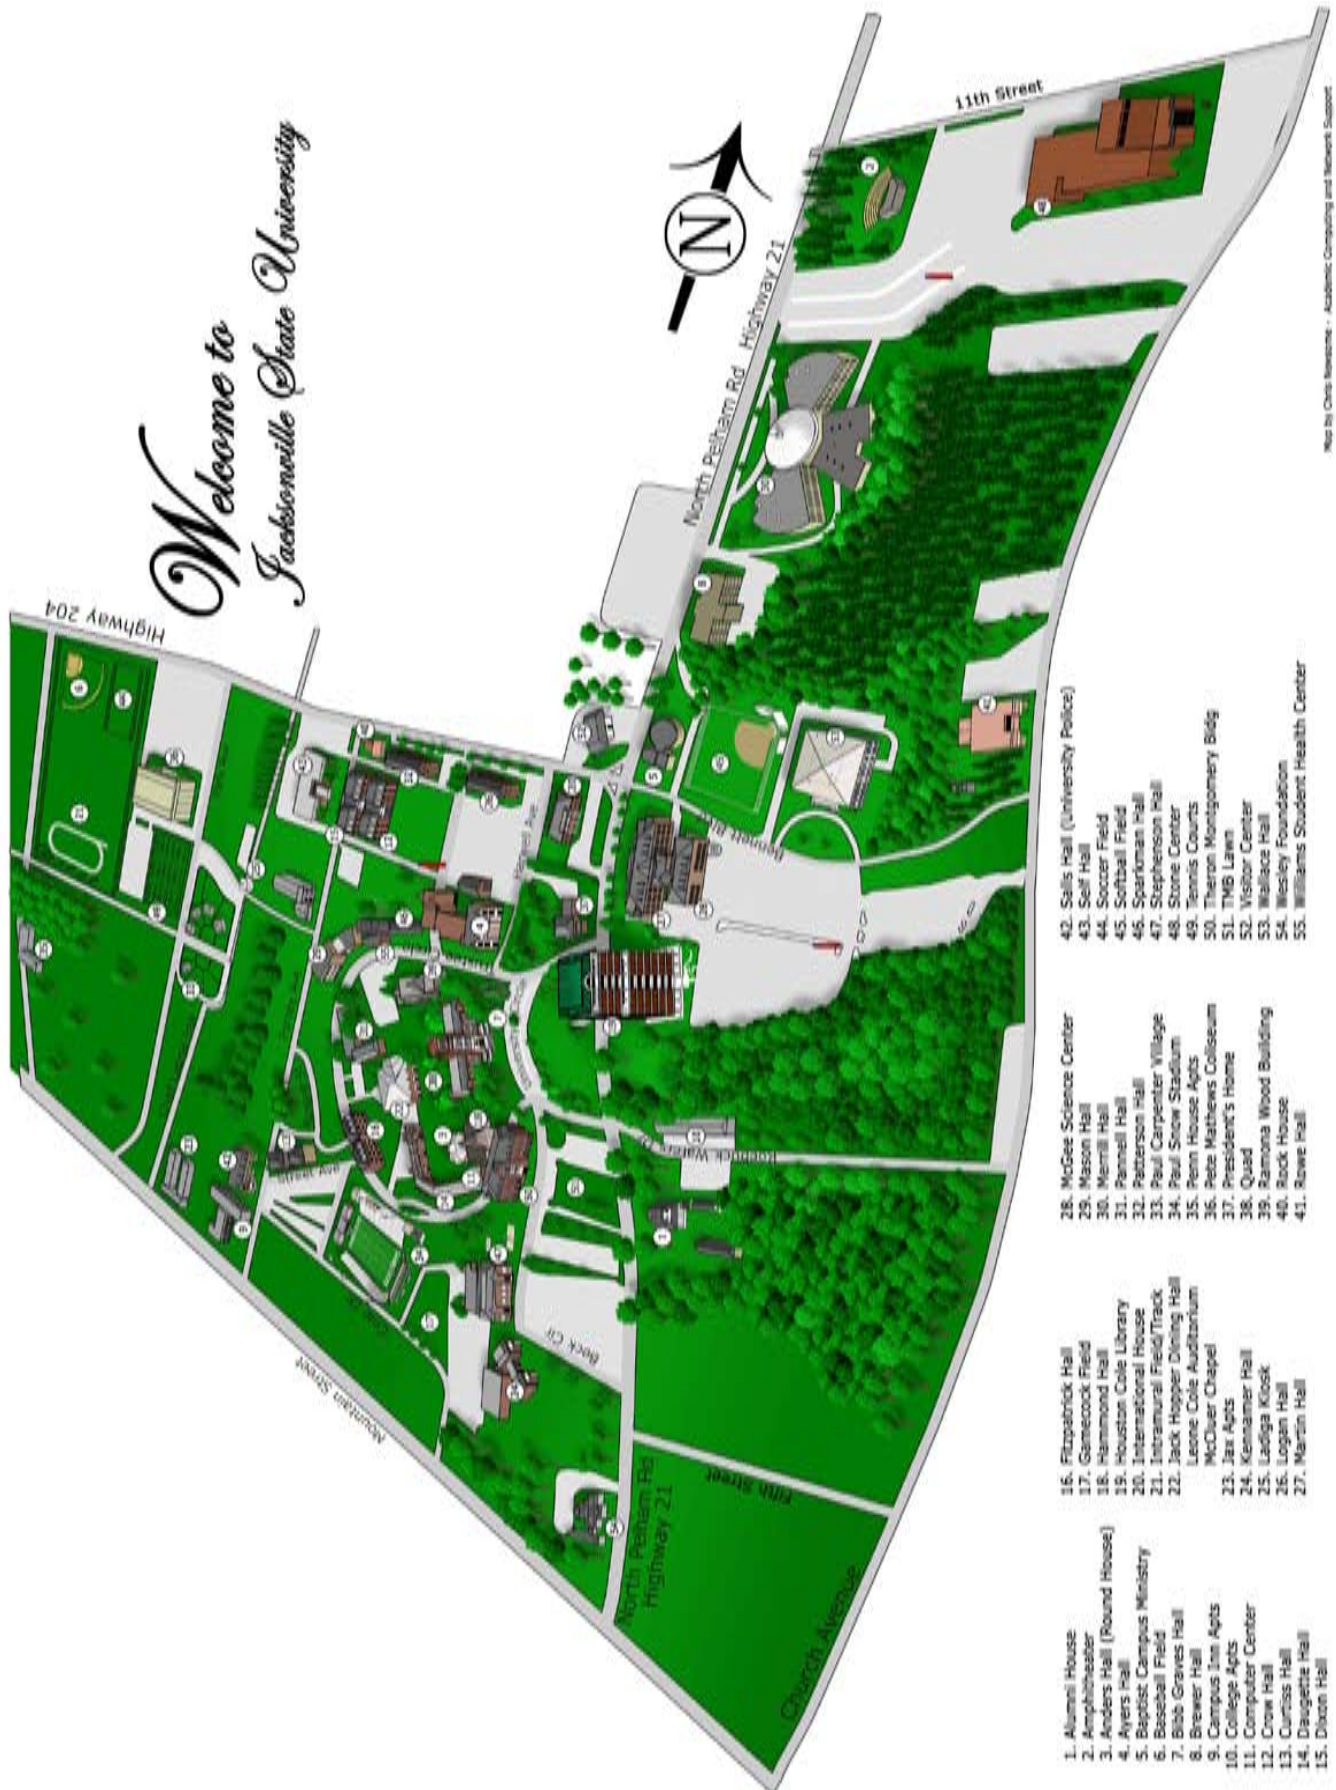 Welcome to
Jacksonville State University
Highway 204
N
North Pelham Rd Highway 21
11th Street
Mountain Street
Beck Cir
North Pelham Rd
Highway 21
Fifth Street
Church Avenue
1. Alumni House
2. Amphitheater
3. Anders Hall (Round House)
4. Ayers Hall
5. Baptist Campus Ministry
6. Baseball Field
7. Bibb Graves Hall
8. Brewer Hall
9. Campus Inn Apts
10. College Apts
11. Computer Center
12. Crow Hall
13. Curtiss Hall
14. Daugette Hall
15. Dixon Hall
16. Fitzpatrick Hall
17. Gamecock Field
18. Hammond Hall
19. Houston Cole Library
20. International House
21. Intramural Field/Track
22. Jack Hopper Dining Hall
Leone Cole Auditorium
McCluer Chapel
23. Jax Apts
24. Kennamer Hall
25. Ladiga Kiosk
26. Logan Hall
27. Martin Hall
28. McGee Science Center
29. Mason Hall
30. Merrill Hall
31. Pannell Hall
32. Patterson Hall
33. Paul Carpenter Village
34. Paul Snow Stadium
35. Penn House Apts
36. Pete Mathews Coliseum
37. President's Home
38. Quad
39. Ramona Wood Building
40. Rock House
41. Rowe Hall
42. Salls Hall (University Police)
43. Self Hall
44. Soccer Field
45. Softball Field
46. Sparkman Hall
47. Stephenson Hall
48. Stone Center
49. Tennis Courts
50. Theron Montgomery Bldg
51. TMB Lawn
52. Visitor Center
53. Wallace Hall
54. Wesley Foundation
55. Williams Student Health Center
Map by Chris Newsome - Academic Computing and Network Support